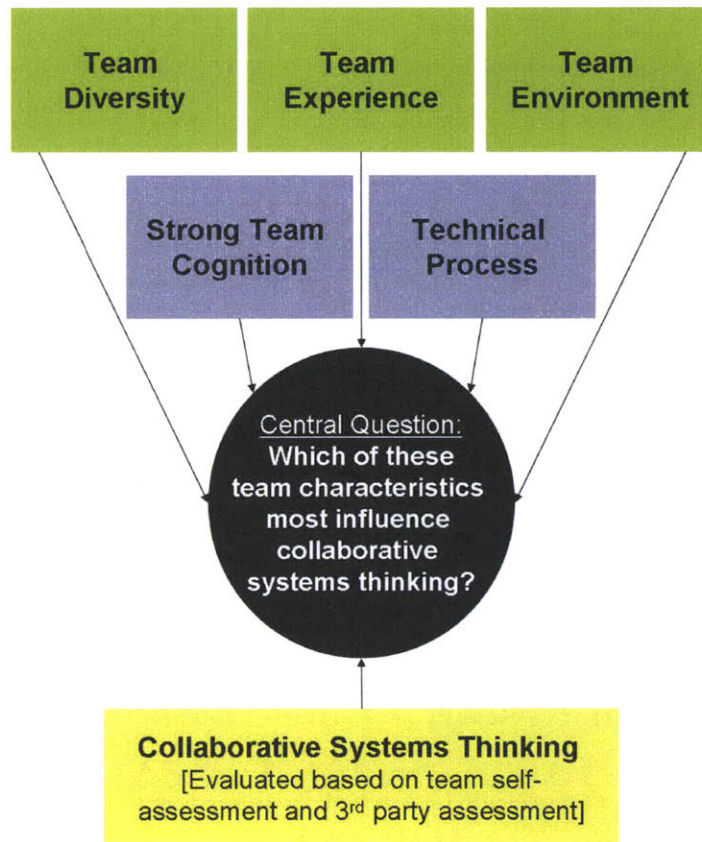 Team
Diversity
Team
Experience
Team
Environment
Strong Team
Cognition
Technical
Process
Central Question:
Which of these
team characteristics
most influence
collaborative
systems thinking?
Collaborative Systems Thinking
[Evaluated based on team self-
assessment and 3rd party assessment]